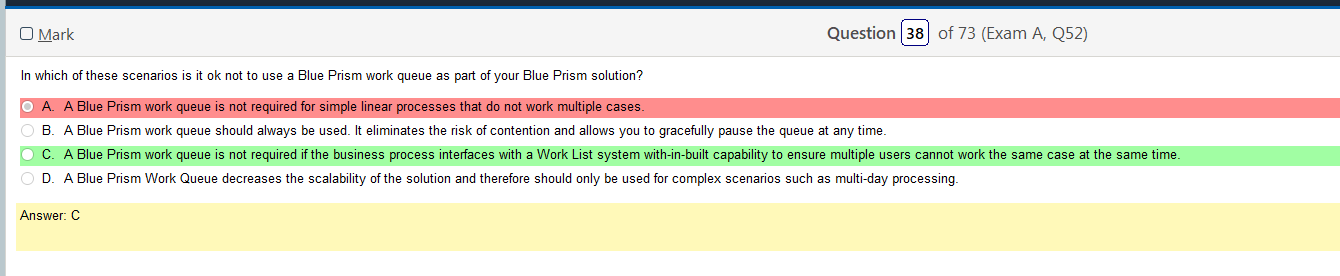 Mark
Question 38 of 73 (Exam A, Q52)
In which of these scenarios is it ok not to use a Blue Prism work queue as part of your Blue Prism solution?
A. A Blue Prism work queue is not required for simple linear processes that do not work multiple cases.
B. A Blue Prism work queue should always be used. It eliminates the risk of contention and allows you to gracefully pause the queue at any time.
C. A Blue Prism work queue is not required if the business process interfaces with a Work List system with-in-built capability to ensure multiple users cannot work the same case at the same time.
D. A Blue Prism Work Queue decreases the scalability of the solution and therefore should only be used for complex scenarios such as multi-day processing.
Answer: C